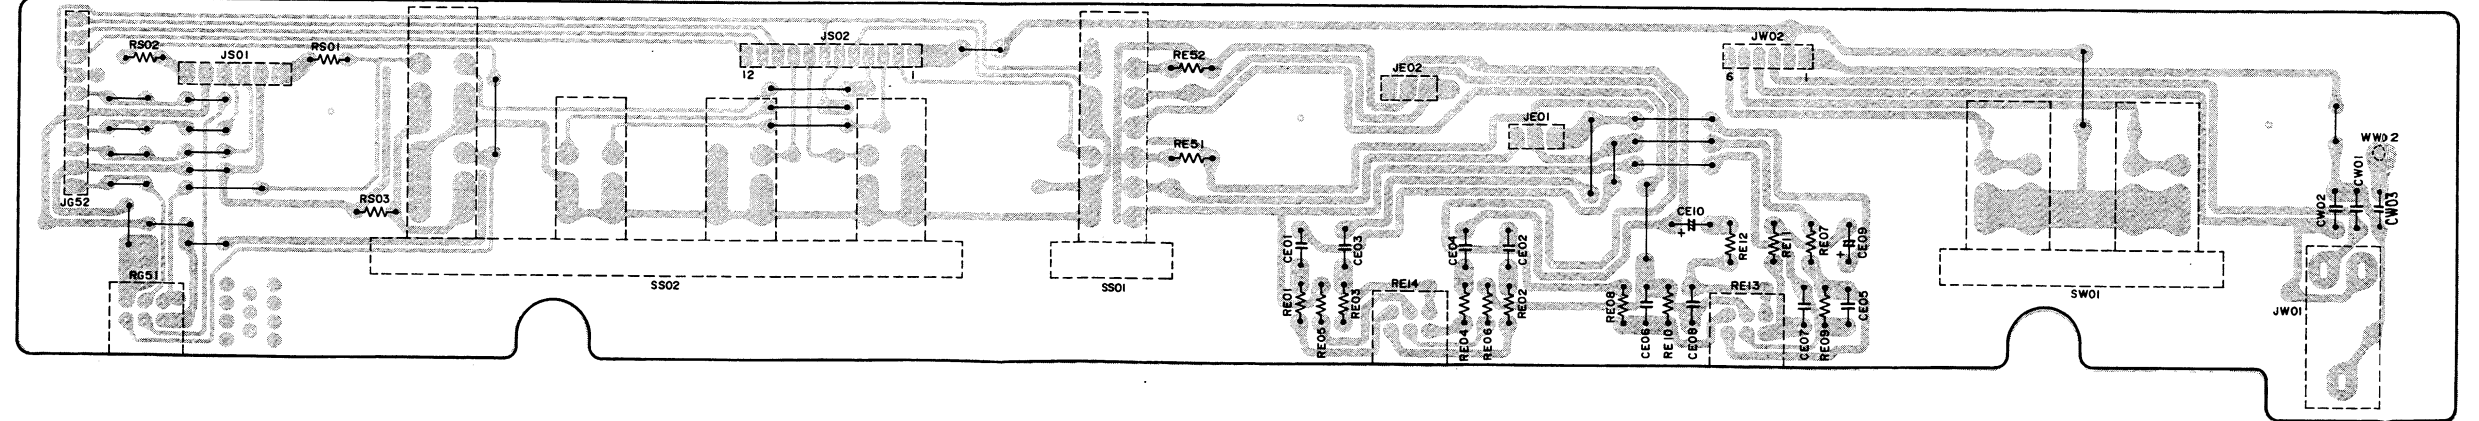 RS02
JS01
RS01
JS02
12
1
RE52
JE02
JW02
6
1
JE01
RE51
WW02
CW01
CW02
CW03
JG52
RS03
CE10
+
CE01
CE03
CE04
CE02
RE12
RE11
RE07
CE09
+
RG51
SS02
SS01
RE14
RE13
SW01
JW01
RE01
RE05
RE03
RE04
RE06
RE02
RE08
CE06
RE10
CE08
CE07
RE09
CE05